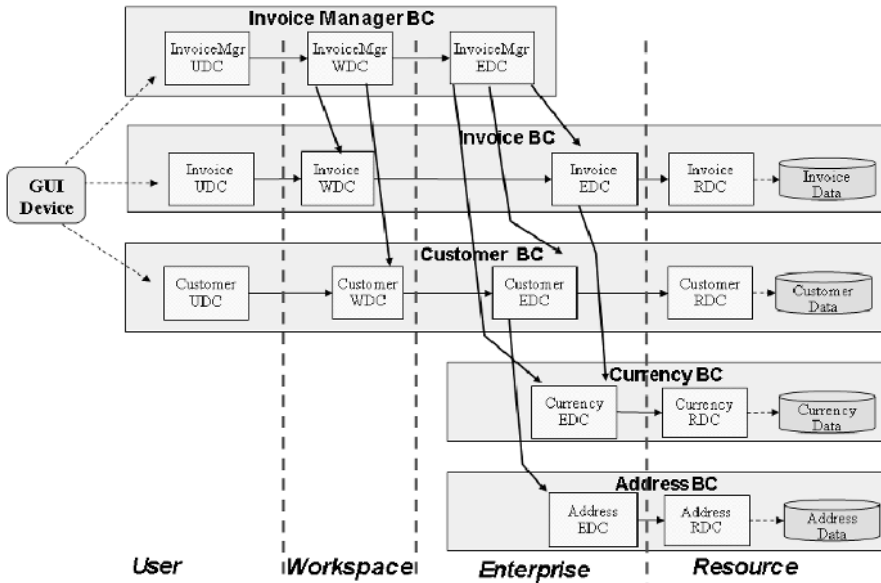 Invoice Manager BC
InvoiceMgr
UDC
InvoiceMgr
WDC
InvoiceMgr
EDC
Invoice BC
GUI
Device
Invoice
UDC
Invoice
WDC
Invoice
EDC
Invoice
RDC
Invoice
Data
Customer BC
Customer
UDC
Customer
WDC
Customer
EDC
Customer
RDC
Customer
Data
Currency BC
Currency
EDC
Currency
RDC
Currency
Data
Address BC
Address
EDC
Address
RDC
Address
Data
User
Workspace
Enterprise
Resource